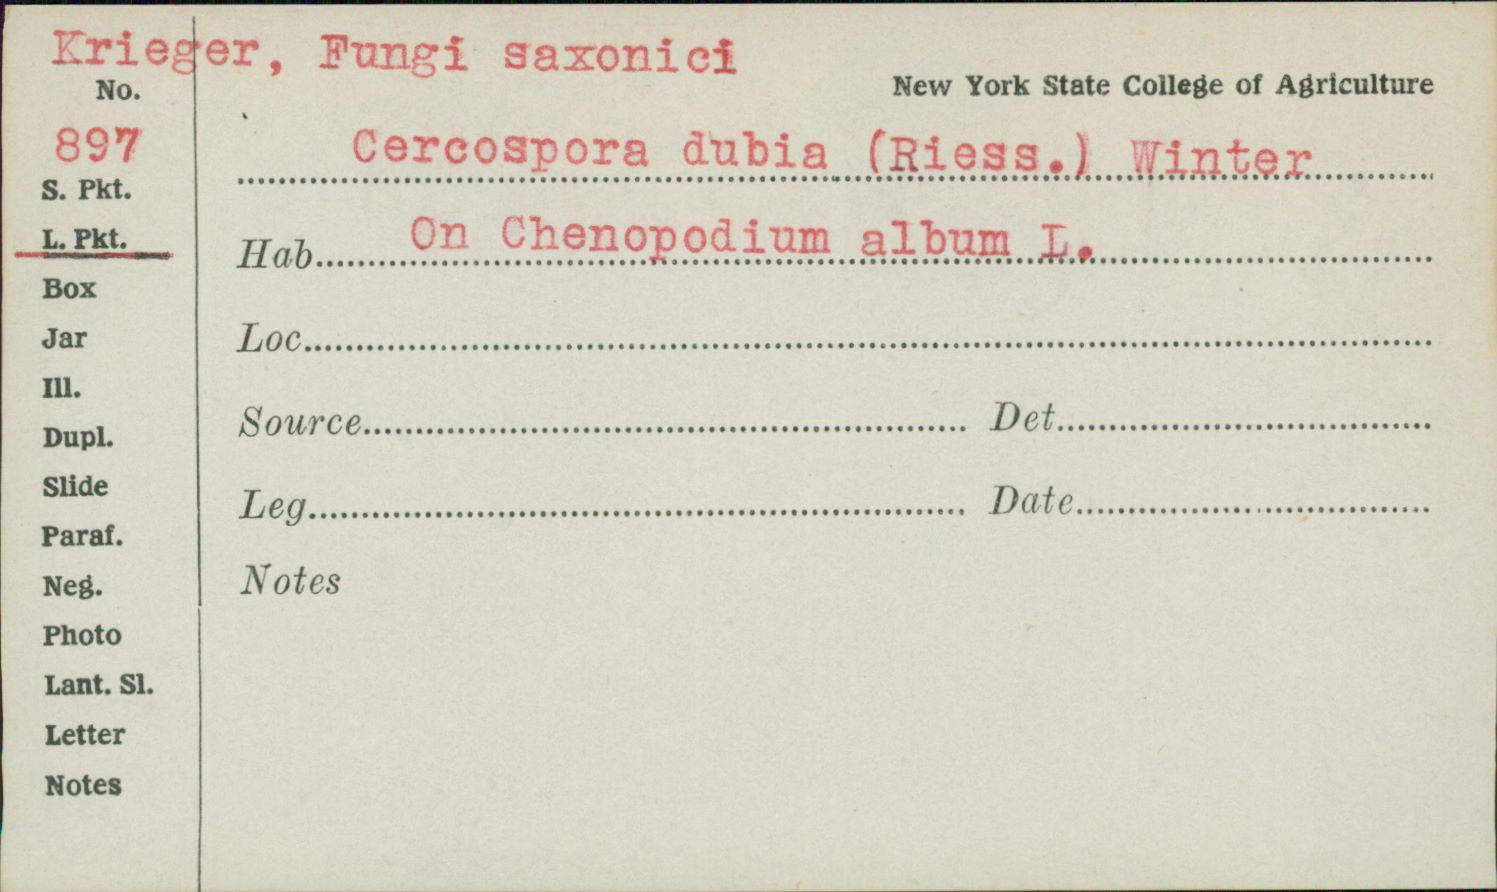 Krieger, Fungi saxonici
No.
New York State College of Agriculture
897
Cercospora dubia (Riess.) Winter
S. Pkt.
L. Pkt.
Hab. On Chenopodium album L.
Box
Jar
Loc.
Ill.
Source Det.
Dupl.
Slide
Leg. Date
Paraf.
Neg.
Notes
Photo
Lant. Sl.
Letter
Notes